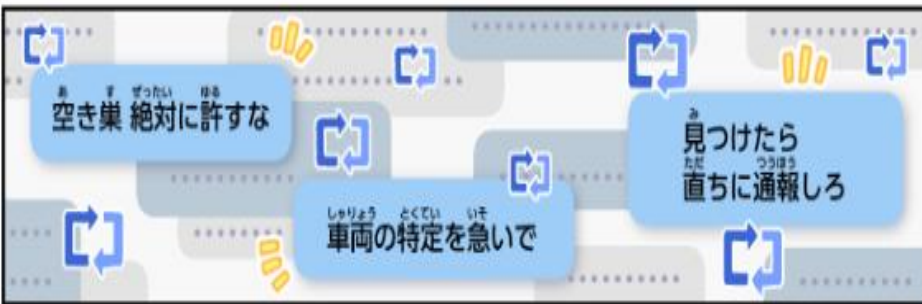 空き巣 絶対に許すな
車両の特定を急いで
見つけたら
直ちに通報しろ